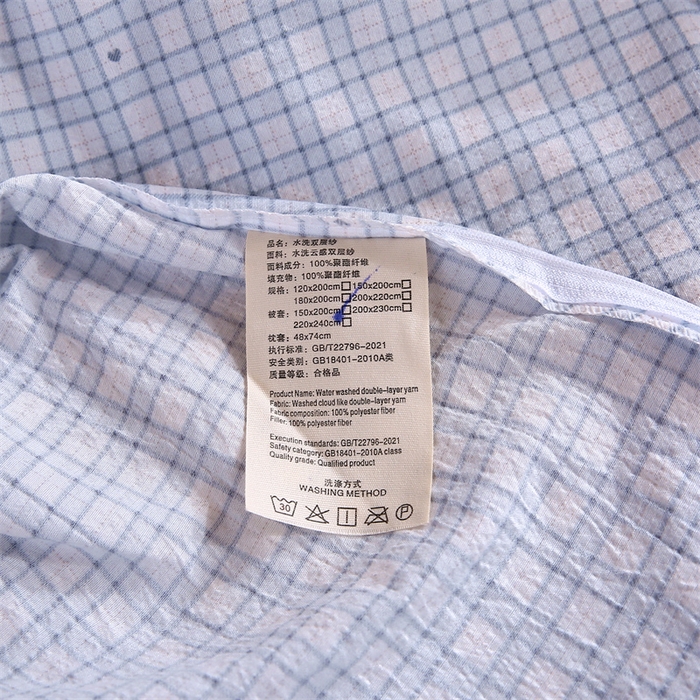 品名: 水洗双层纱
面料: 水洗云感双层纱
面料成分: 100%聚酯纤维
填充物: 100%聚酯纤维
规格: 120x200cm□150x200cm□
180x200cm□200x220cm□
被套: 150x200cm□200x230cm□
220x240cm□
枕套: 48x74cm
执行标准: GB/T22796-2021
安全类别: GB18401-2010A类
质量等级: 合格品
Product Name: Water washed double-layer yarn
Fabric: Washed cloud like double-layer yarn
Fabric composition: 100% polyester fiber
Filler: 100% polyester fiber
Execution standards: GB/T22796-2021
Safety category: GB18401-2010A class
Quality grade: Qualified product
洗涤方式
WASHING METHOD
30 P